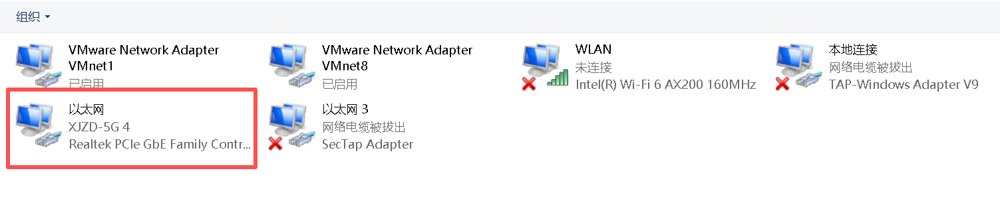 组织
VMware Network Adapter
VMnet1
已启用
VMware Network Adapter
VMnet8
已启用
WLAN
未连接
Intel(R) Wi-Fi 6 AX200 160MHz
本地连接
网络电缆被拔出
TAP-Windows Adapter V9
以太网
XJZD-5G 4
Realtek PCIe GbE Family Contr...
以太网 3
网络电缆被拔出
SecTap Adapter